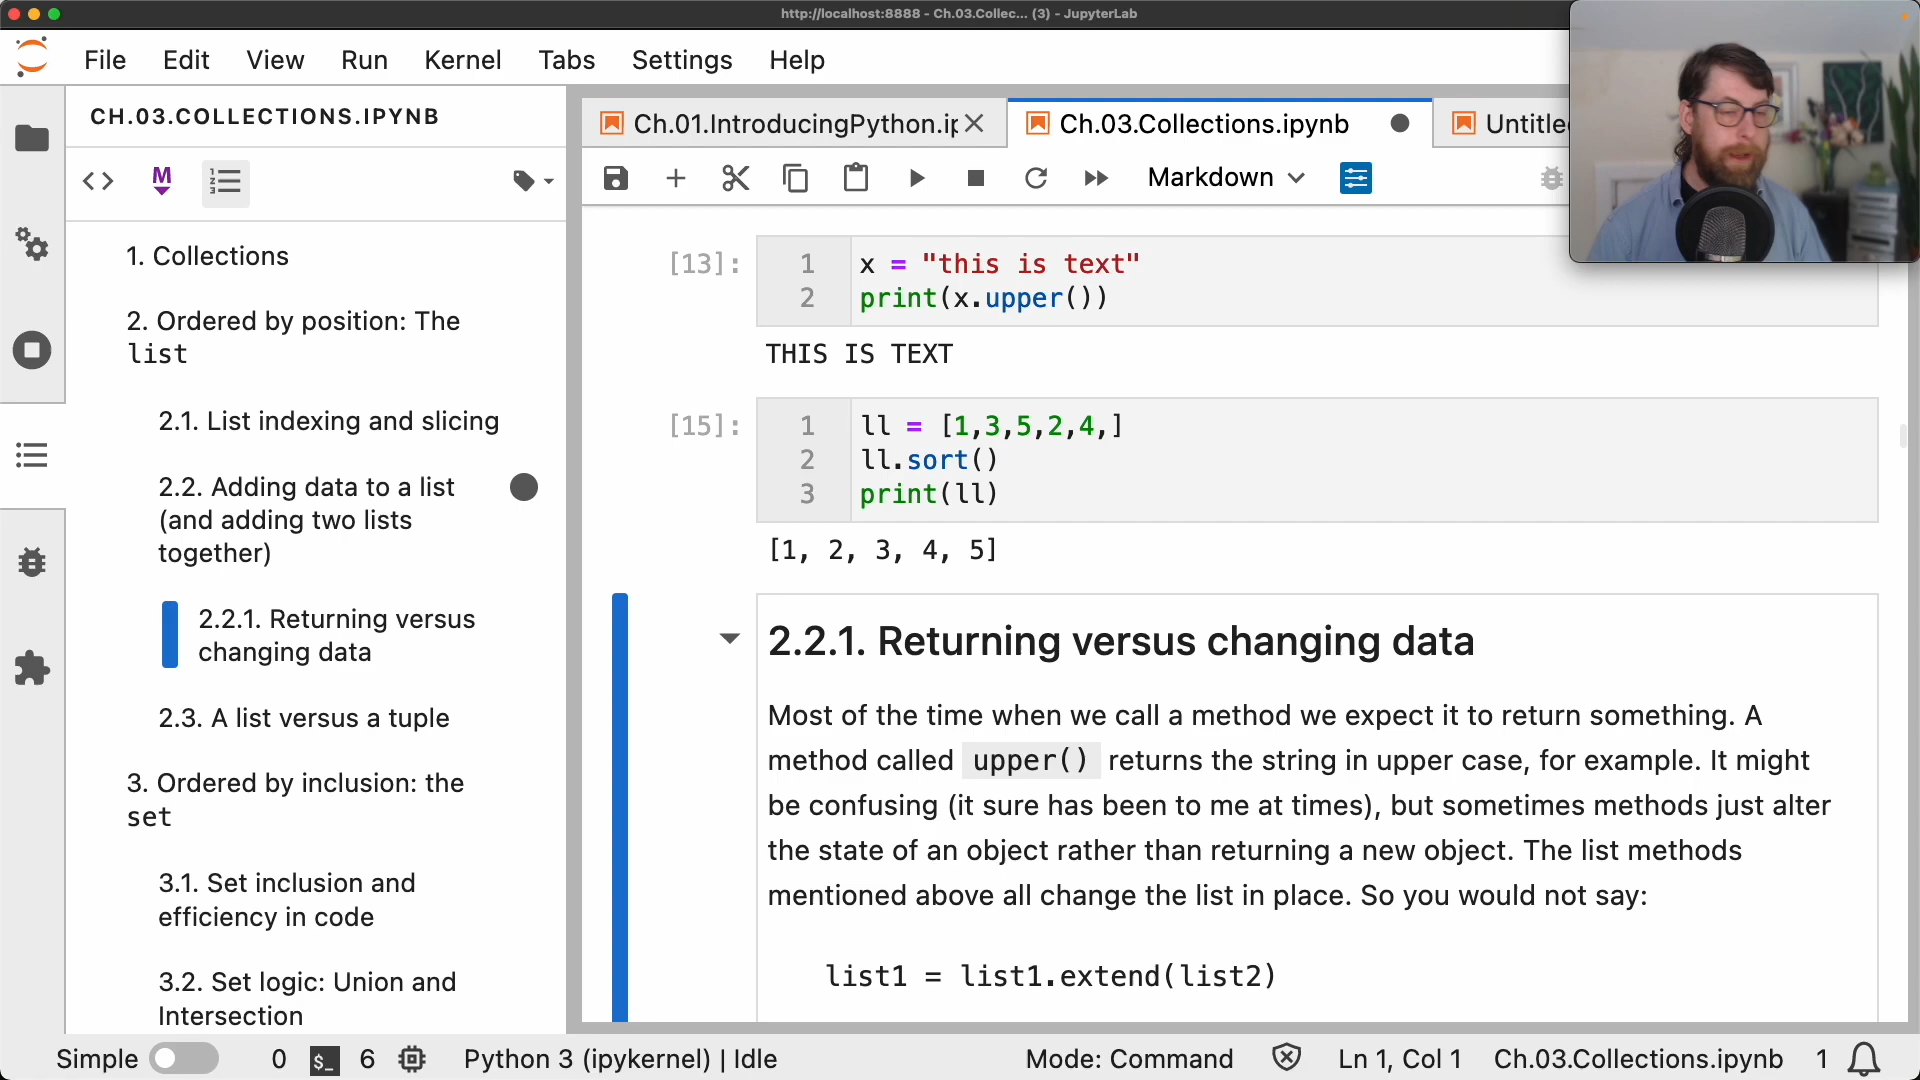 http://localhost:8888 - Ch.03.Collec... (3) - JupyterLab
File Edit View Run Kernel Tabs Settings Help
CH.03.COLLECTIONS.IPYNB
Ch.01.IntroducingPython.ip
Ch.03.Collections.ipynb
Untitle
M
Markdown
1. Collections
2. Ordered by position: The
list
2.1. List indexing and slicing
2.2. Adding data to a list
(and adding two lists
together)
2.2.1. Returning versus
changing data
2.3. A list versus a tuple
3. Ordered by inclusion: the
set
3.1. Set inclusion and
efficiency in code
3.2. Set logic: Union and
Intersection
[13]:
1 x = "this is text"
2 print(x.upper())
THIS IS TEXT
[15]:
1 ll = [1,3,5,2,4,]
2 ll.sort()
3 print(ll)
[1, 2, 3, 4, 5]
2.2.1. Returning versus changing data
Most of the time when we call a method we expect it to return something. A
method called upper() returns the string in upper case, for example. It might
be confusing (it sure has been to me at times), but sometimes methods just alter
the state of an object rather than returning a new object. The list methods
mentioned above all change the list in place. So you would not say:
list1 = list1.extend(list2)
Simple 0 $_ 6 Python 3 (ipykernel) | Idle Mode: Command Ln 1, Col 1 Ch.03.Collections.ipynb 1